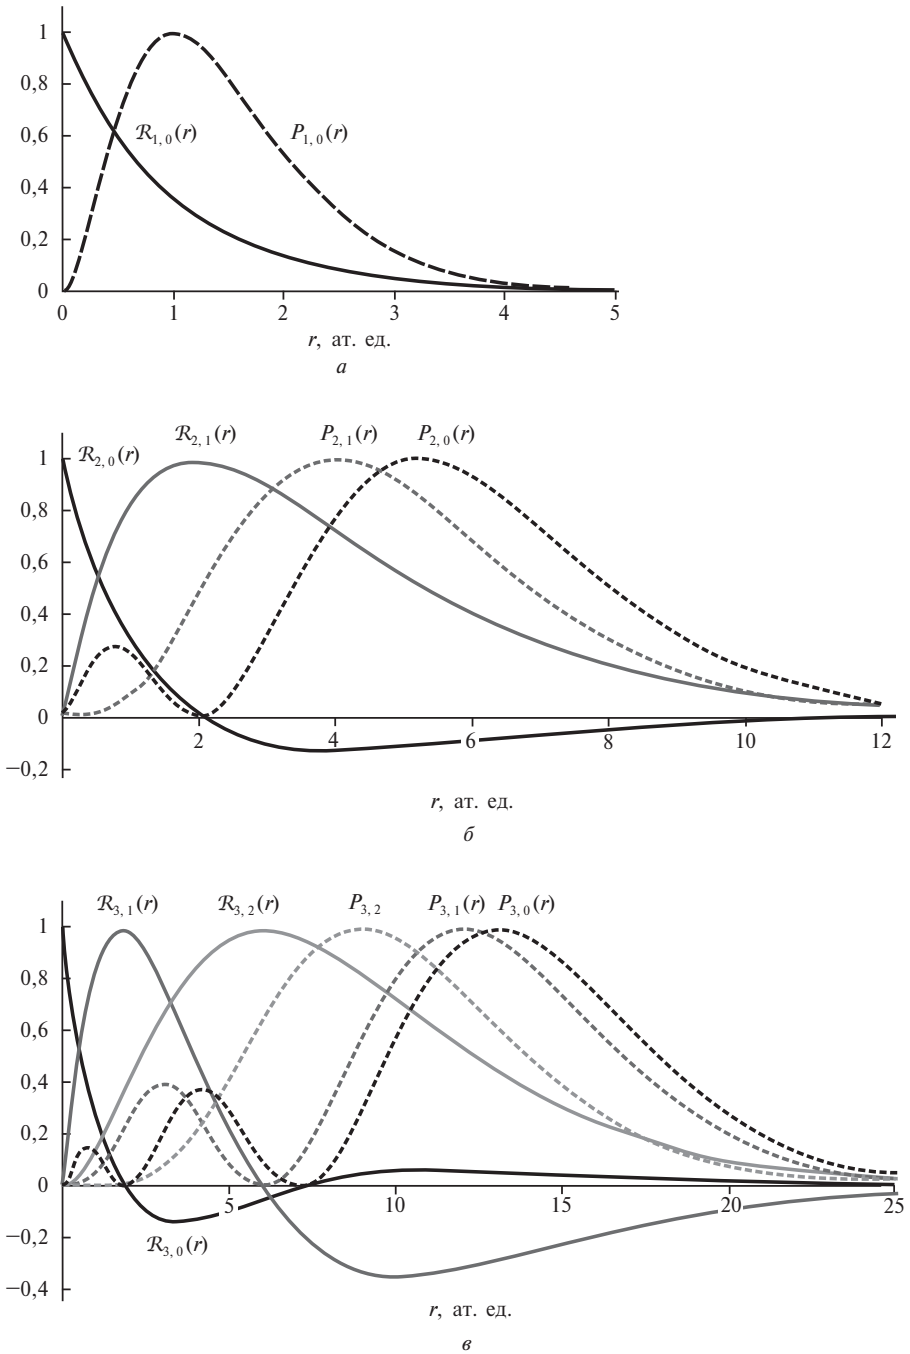 1
0,8
0,6
0,4
0,2
0
ℛ1, 0(r)
P1, 0(r)
0 1 2 3 4 5
r, ат. ед.
а
ℛ2, 0(r)
ℛ2, 1(r)
P2, 1(r)
P2, 0(r)
1
0,8
0,6
0,4
0,2
0
−0,2
2 4 6 8 10 12
r, ат. ед.
б
ℛ3, 1(r)
ℛ3, 2(r)
P3, 2
P3, 1(r)
P3, 0(r)
1
0,8
0,6
0,4
0,2
0
−0,2
−0,4
5 10 15 20 25
ℛ3, 0(r)
r, ат. ед.
в